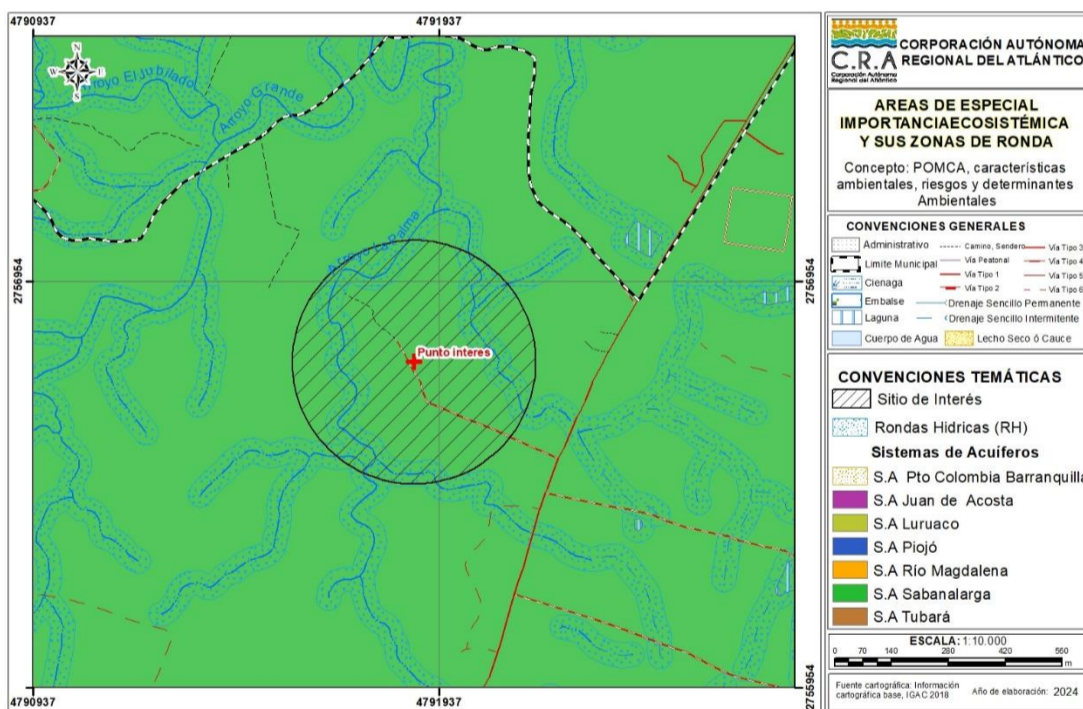 4790937
4791937
N
W
E
S
Arroyo El Jubilado
Arroyo Grande
Arroyo La Palma
2756954
2756954
Punto interes
4790937
4791937
2755954
2755954
C.R.A
Corporación Autónoma
Regional del Atlántico
CORPORACIÓN AUTÓNOMA
REGIONAL DEL ATLÁNTICO
AREAS DE ESPECIAL
IMPORTANCIAECOSISTÉMICA
Y SUS ZONAS DE RONDA
Concepto: POMCA, características
ambientales, riesgos y determinantes
Ambientales
CONVENCIONES GENERALES
Administrativo
Limite Municipal
Cienaga
Embalse
Laguna
Cuerpo de Agua
Camino, Sendero
Vía Peatonal
Vía Tipo 1
Vía Tipo 2
Vía Tipo 3
Vía Tipo 4
Vía Tipo 5
Vía Tipo 6
Drenaje Sencillo Permanente
Drenaje Sencillo Intermitente
Lecho Seco ó Cauce
CONVENCIONES TEMÁTICAS
Sitio de Interés
Rondas Hidricas (RH)
Sistemas de Acuíferos
S.A Pto Colombia Barranquilla
S.A Juan de Acosta
S.A Luruaco
S.A Piojó
S.A Río Magdalena
S.A Sabanalarga
S.A Tubará
ESCALA: 1:10.000
0 70 140 280 420 560
m
Fuente cartográfica: Información
cartográfica base, IGAC 2018
Año de elaboración: 2024